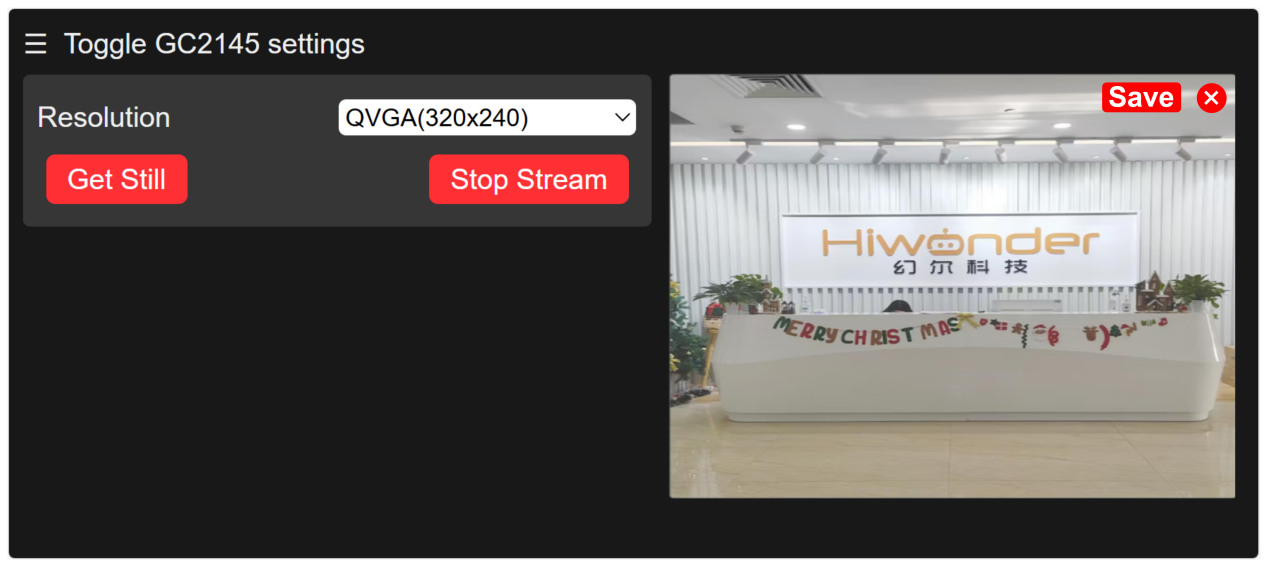 ☰ Toggle GC2145 settings
Resolution
QVGA(320x240)
Get Still
Stop Stream
Save
Hiwonder
幻尔科技
MERRY CHRISTMAS